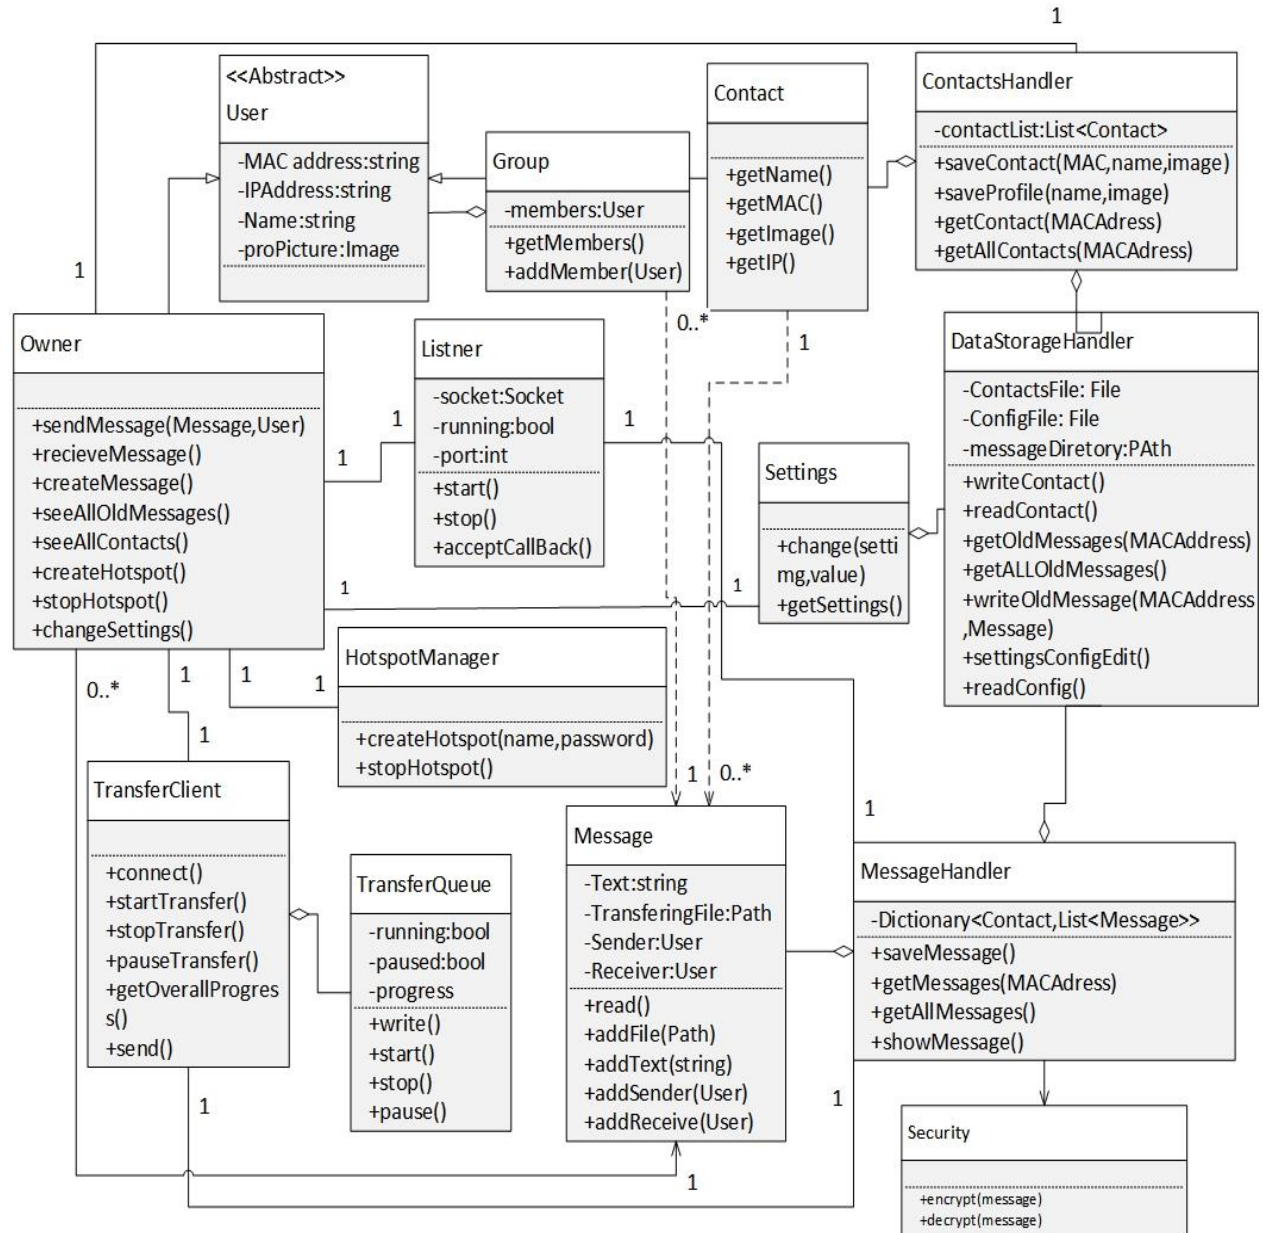 1
<<Abstract>>
User
-MAC address:string
-IPAddress:string
-Name:string
-proPicture:Image
Group
-members:User
+getMembers()
+addMember(User)
Contact
+getName()
+getMAC()
+getImage()
+getIP()
ContactsHandler
-contactList:List<Contact>
+saveContact(MAC,name,image)
+saveProfile(name,image)
+getContact(MACAdress)
+getAllContacts(MACAdress)
1
0..*
1
Owner
+sendMessage(Message,User)
+recieveMessage()
+createMessage()
+seeAllOldMessages()
+seeAllContacts()
+createHotspot()
+stopHotspot()
+changeSettings()
1
1
Listner
-socket:Socket
-running:bool
-port:int
+start()
+stop()
+acceptCallBack()
1
Settings
+change(setti
mg,value)
+getSettings()
DataStorageHandler
-ContactsFile: File
-ConfigFile: File
-messageDiretory:PAth
+writeContact()
+readContact()
+getOldMessages(MACAddress)
+getALLOldMessages()
+writeOldMessage(MACAddress
,Message)
+settingsConfigEdit()
+readConfig()
1
1
0..*
1
1
1
HotspotManager
+createHotspot(name,password)
+stopHotspot()
1
1
0..*
TransferClient
+connect()
+startTransfer()
+stopTransfer()
+pauseTransfer()
+getOverallProgres
s()
+send()
TransferQueue
-running:bool
-paused:bool
-progress
+write()
+start()
+stop()
+pause()
Message
-Text:string
-TransferingFile:Path
-Sender:User
-Receiver:User
+read()
+addFile(Path)
+addText(string)
+addSender(User)
+addReceive(User)
1
MessageHandler
-Dictionary<Contact,List<Message>>
+saveMessage()
+getMessages(MACAdress)
+getAllMessages()
+showMessage()
1
1
1
Security
+encrypt(message)
+decrypt(message)